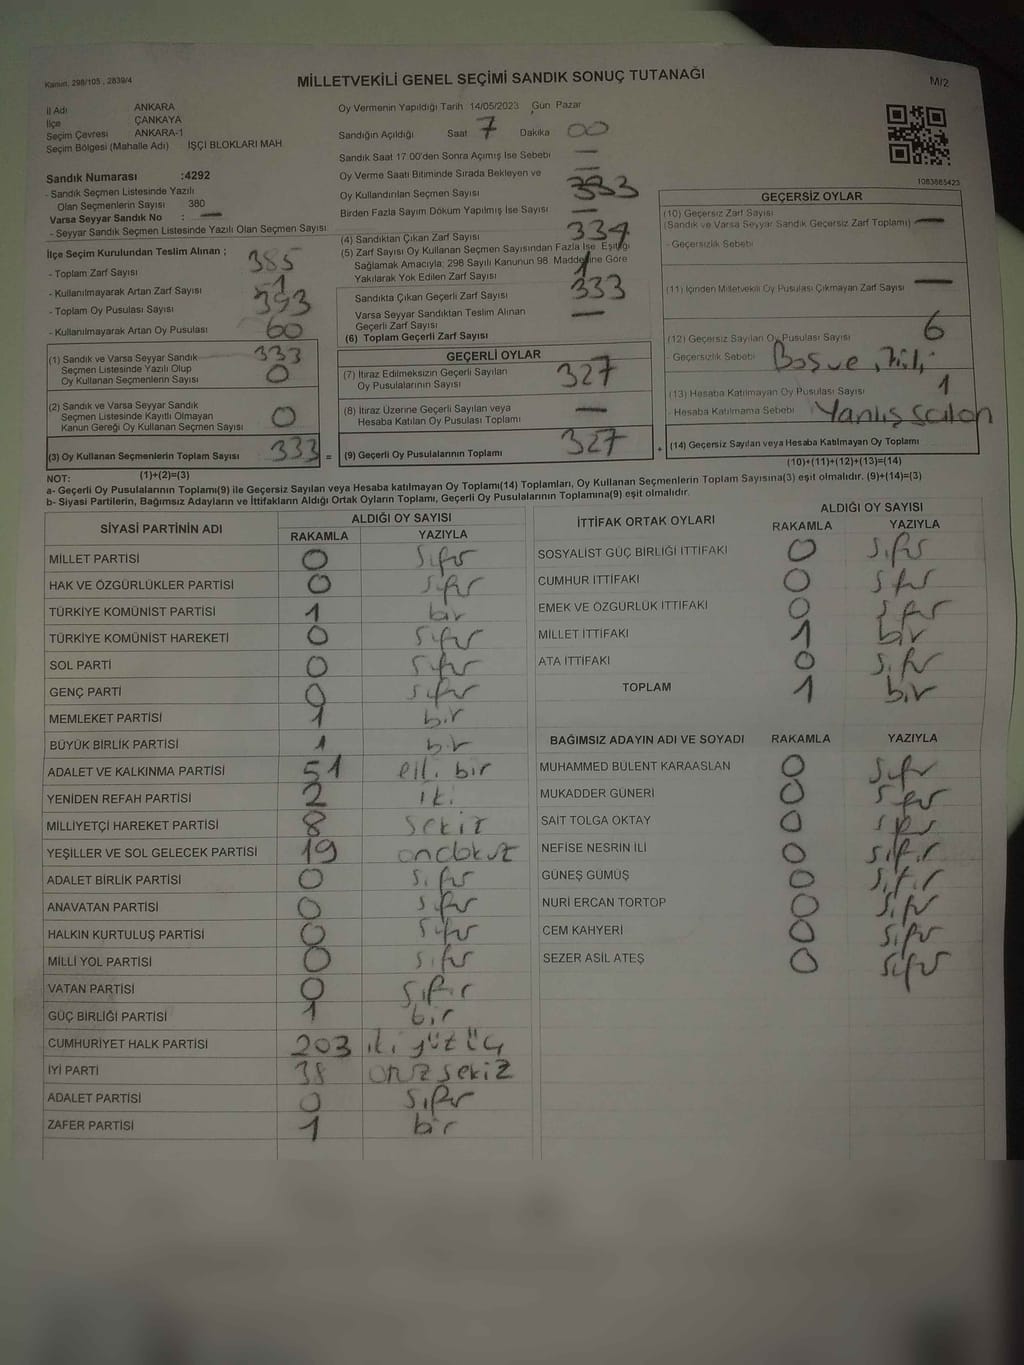 Kanun. 298/105 , 2839/4
MİLLETVEKİLİ GENEL SEÇİMİ SANDIK SONUÇ TUTANAĞI
M/2
İl Adı ANKARA
İlçe ÇANKAYA
Seçim Çevresi ANKARA-1
Seçim Bölgesi (Mahalle Adı) İŞÇİ BLOKLARI MAH
Sandık Numarası :4292
- Sandık Seçmen Listesinde Yazılı
Olan Seçmenlerin Sayısı 380
Varsa Seyyar Sandık No : —
- Seyyar Sandık Seçmen Listesinde Yazılı Olan Seçmen Sayısı
Oy Vermenin Yapıldığı Tarih 14/05/2023 Gün Pazar
Sandığın Açıldığı Saat 7 Dakika 00
Sandık Saat 17:00'den Sonra Açımış İse Sebebi —
Oy Verme Saati Bitiminde Sırada Bekleyen ve —
Oy Kullandırılan Seçmen Sayısı 333
Birden Fazla Sayım Döküm Yapılmış İse Sayısı —
1083885423
İlçe Seçim Kurulundan Teslim Alınan ;
- Toplam Zarf Sayısı 385
- Kullanılmayarak Artan Zarf Sayısı 1
- Toplam Oy Pusulası Sayısı 393
- Kullanılmayarak Artan Oy Pusulası 60
(4) Sandıktan Çıkan Zarf Sayısı 334
(5) Zarf Sayısı Oy Kullanan Seçmen Sayısından Fazla İse, Eşitliği
Sağlamak Amacıyla; 298 Sayılı Kanunun 98. Maddesine Göre
Yakılarak Yok Edilen Zarf Sayısı 1
Sandıkta Çıkan Geçerli Zarf Sayısı 333
Varsa Seyyar Sandıktan Teslim Alınan
Geçerli Zarf Sayısı —
(6) Toplam Geçerli Zarf Sayısı
GEÇERSİZ OYLAR
(10) Geçersiz Zarf Sayısı
(Sandık ve Varsa Seyyar Sandık Geçersiz Zarf Toplamı) —
- Geçersizlik Sebebi
(11) İçinden Milletvekili Oy Pusulası Çıkmayan Zarf Sayısı —
(12) Geçersiz Sayılan Oy Pusulası Sayısı 6
- Geçersizlik Sebebi Boş ve
(13) Hesaba Katılmayan Oy Pusulası Sayısı 1
- Hesaba Katılmama Sebebi Yanlış salon
(14) Geçersiz Sayılan veya Hesaba Katılmayan Oy Toplamı
(10)+(11)+(12)+(13)=(14)
(1) Sandık ve Varsa Seyyar Sandık 333
Seçmen Listesinde Yazılı Olup
Oy Kullanan Seçmenlerin Sayısı 0
(2) Sandık ve Varsa Seyyar Sandık
Seçmen Listesinde Kayıtlı Olmayan
Kanun Gereği Oy Kullanan Seçmen Sayısı 0
(3) Oy Kullanan Seçmenlerin Toplam Sayısı 333 =
(1)+(2)=(3)
GEÇERLİ OYLAR
(7) İtiraz Edilmeksizin Geçerli Sayılan
Oy Pusulalarının Sayısı 327
(8) İtiraz Üzerine Geçerli Sayılan veya
Hesaba Katılan Oy Pusulası Toplamı —
(9) Geçerli Oy Pusulalarının Toplamı 327 +
NOT:
a- Geçerli Oy Pusulalarının Toplamı(9) ile Geçersiz Sayılan veya Hesaba katılmayan Oy Toplamı(14) Toplamları, Oy Kullanan Seçmenlerin Toplam Sayısına(3) eşit olmalıdır. (9)+(14)=(3)
b- Siyasi Partilerin, Bağımsız Adayların ve İttifakların Aldığı Ortak Oyların Toplamı, Geçerli Oy Pusulalarının Toplamına(9) eşit olmalıdır.
SİYASİ PARTİNİN ADI ALDIĞI OY SAYISI
RAKAMLA YAZIYLA
MİLLET PARTİSİ 0 sıfır
HAK VE ÖZGÜRLÜKLER PARTİSİ 0 sıfır
TÜRKİYE KOMÜNİST PARTİSİ 1 bir
TÜRKİYE KOMÜNİST HAREKETİ 0 sıfır
SOL PARTİ 0 sıfır
GENÇ PARTİ 0 sıfır
MEMLEKET PARTİSİ 1 bir
BÜYÜK BİRLİK PARTİSİ 1 bir
ADALET VE KALKINMA PARTİSİ 51 elli bir
YENİDEN REFAH PARTİSİ 2 iki
MİLLİYETÇİ HAREKET PARTİSİ 8 sekiz
YEŞİLLER VE SOL GELECEK PARTİSİ 19 ondokuz
ADALET BİRLİK PARTİSİ 0 sıfır
ANAVATAN PARTİSİ 0 sıfır
HALKIN KURTULUŞ PARTİSİ 0 sıfır
MİLLİ YOL PARTİSİ 0 sıfır
VATAN PARTİSİ 0 sıfır
GÜÇ BİRLİĞİ PARTİSİ 1 bir
CUMHURİYET HALK PARTİSİ 203 iki yüz üç
İYİ PARTİ 38 otuz sekiz
ADALET PARTİSİ 0 sıfır
ZAFER PARTİSİ 1 bir
İTTİFAK ORTAK OYLARI ALDIĞI OY SAYISI
RAKAMLA YAZIYLA
SOSYALİST GÜÇ BİRLİĞİ İTTİFAKI 0 sıfır
CUMHUR İTTİFAKI 0 sıfır
EMEK VE ÖZGÜRLÜK İTTİFAKI 0 sıfır
MİLLET İTTİFAKI 1 bir
ATA İTTİFAKI 0 sıfır
TOPLAM 1 bir
BAĞIMSIZ ADAYIN ADI VE SOYADI RAKAMLA YAZIYLA
MUHAMMED BÜLENT KARAASLAN 0 sıfır
MUKADDER GÜNERİ 0 sıfır
SAİT TOLGA OKTAY 0 sıfır
NEFİSE NESRİN İLİ 0 sıfır
GÜNEŞ GÜMÜŞ 0 sıfır
NURİ ERCAN TORTOP 0 sıfır
CEM KAHYERİ 0 sıfır
SEZER ASİL ATEŞ 0 sıfır